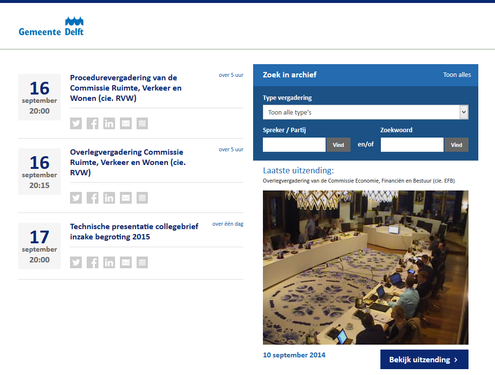 Gemeente Delft
16
september
20:00
Procedurevergadering van de
Commissie Ruimte, Verkeer en
Wonen (cie. RVW)
over 5 uur
16
september
20:15
Overlegvergadering Commissie
Ruimte, Verkeer en Wonen (cie.
RVW)
over 5 uur
17
september
20:00
Technische presentatie collegebrief
inzake begroting 2015
over één dag
Zoek in archief
Toon alles
Type vergadering
Toon alle type's
Spreker / Partij
Zoekwoord
Vind
en/of
Vind
Laatste uitzending:
Overlegvergadering van de Commissie Economie, Financiën en Bestuur (cie. EFB)
10 september 2014
Bekijk uitzending